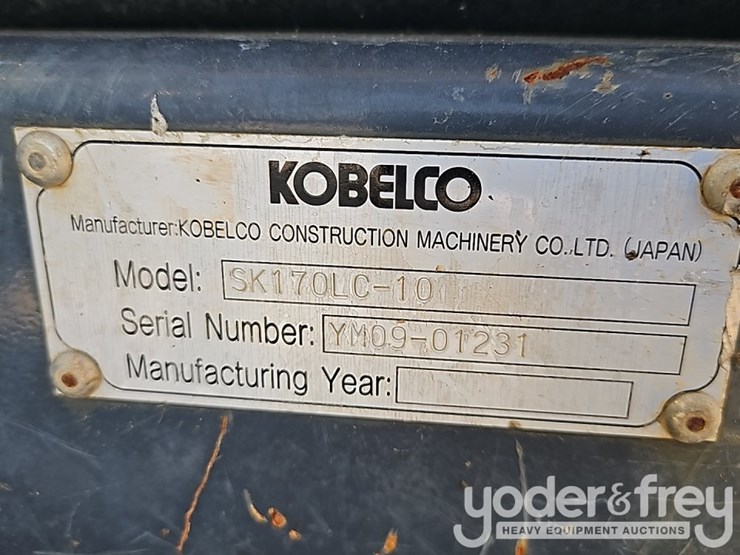 KOBELCO
Manufacturer:KOBELCO CONSTRUCTION MACHINERY CO.,LTD. (JAPAN)
Model: SK170LC-10
Serial Number: YM09-01231
Manufacturing Year:
yoder&frey
HEAVY EQUIPMENT AUCTIONS